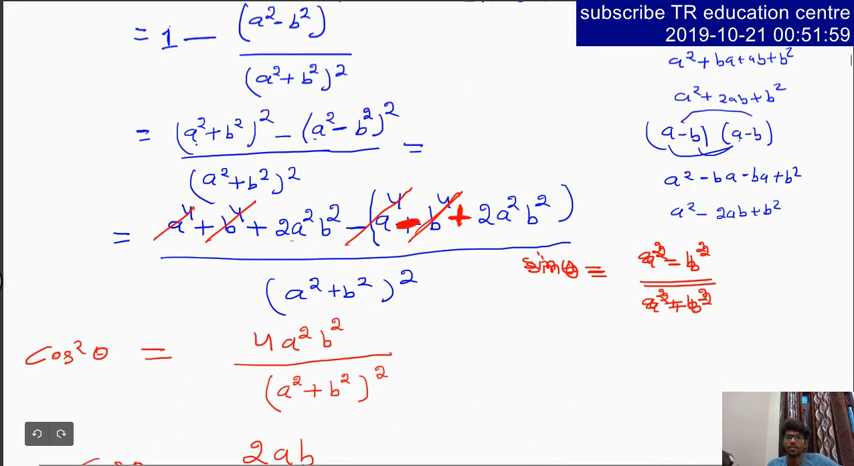 subscribe TR education centre
2019-10-21 00:51:59
= 1 — (a²-b²) / (a²+b²)²
= (a²+b²)² - (a²-b²)² / (a²+b²)² =
= a⁴ + b⁴ + 2a²b² - (a⁴ - b⁴ + 2a²b²) / (a²+b²)²
cos²θ = 4a²b² / (a²+b²)²
2ab
a²+ba+ab+b²
a²+2ab+b²
(a-b) (a-b)
a²-ba-ba+b²
a²-2ab+b²
sinθ = a²-b² / a²+b²